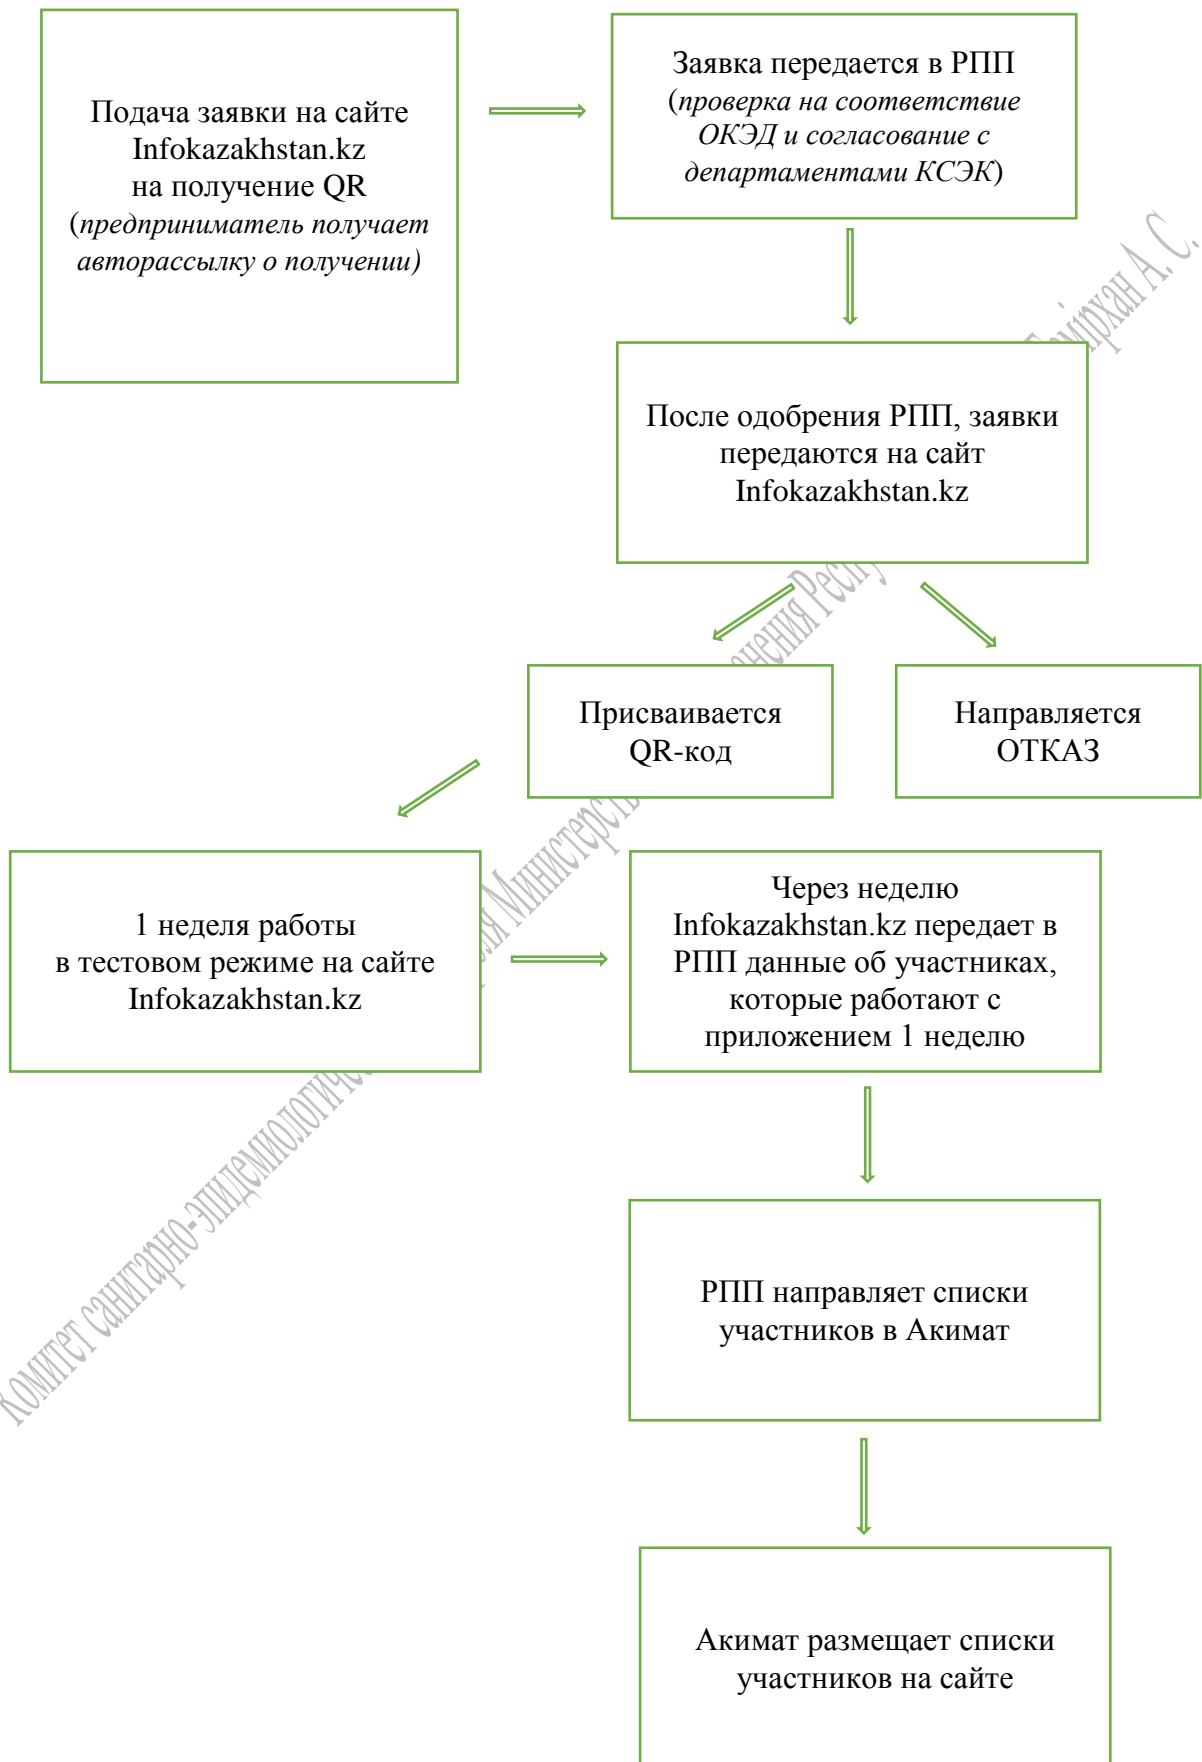 Подача заявки на сайте
Infokazakhstan.kz
на получение QR
(предприниматель получает
авторассылку о получении)
Заявка передается в РПП
(проверка на соответствие
ОКЭД и согласование с
департаментами КСЭК)
После одобрения РПП, заявки
передаются на сайт
Infokazakhstan.kz
Присваивается
QR-код
Направляется
ОТКАЗ
1 неделя работы
в тестовом режиме на сайте
Infokazakhstan.kz
Через неделю
Infokazakhstan.kz передает в
РПП данные об участниках,
которые работают с
приложением 1 неделю
РПП направляет списки
участников в Акимат
Акимат размещает списки
участников на сайте
Комитет санитарно-эпидемиологиче Министерств А. С.